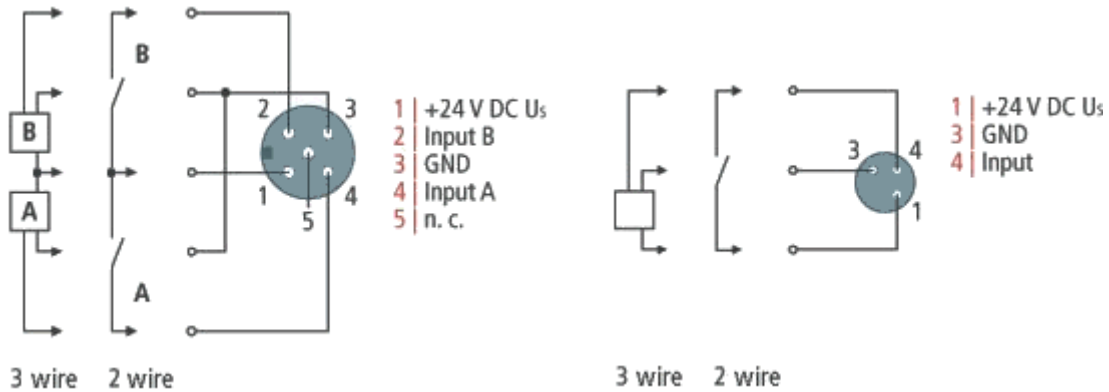 B
2
3
B
A
1
4
5
A
1 | +24 V DC Us
2 | Input B
3 | GND
4 | Input A
5 | n. c.
3 wire 2 wire
3
4
1
1 | +24 V DC Us
3 | GND
4 | Input
3 wire 2 wire